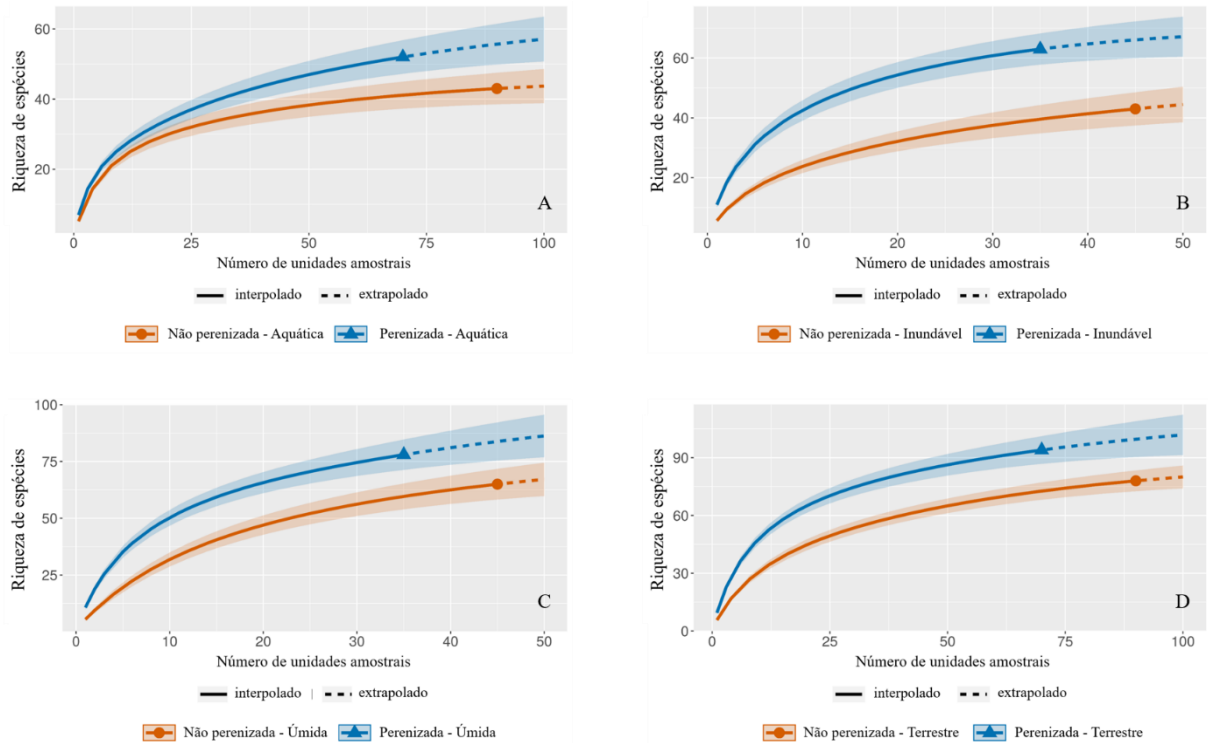 Riqueza de espécies
60
40
20
A
0
25
50
75
100
Número de unidades amostrais
interpolado extrapolado
Não perenizada - Aquática Perenizada - Aquática
Riqueza de espécies
60
40
20
B
0
10
20
30
40
50
Número de unidades amostrais
interpolado extrapolado
Não perenizada - Inundável Perenizada - Inundável
Riqueza de espécies
100
75
50
25
C
0
10
20
30
40
50
Número de unidades amostrais
interpolado | extrapolado
Não perenizada - Úmida Perenizada - Úmida
Riqueza de espécies
90
60
30
0
D
0
25
50
75
100
Número de unidades amostrais
interpolado extrapolado
Não perenizada - Terrestre Perenizada - Terrestre